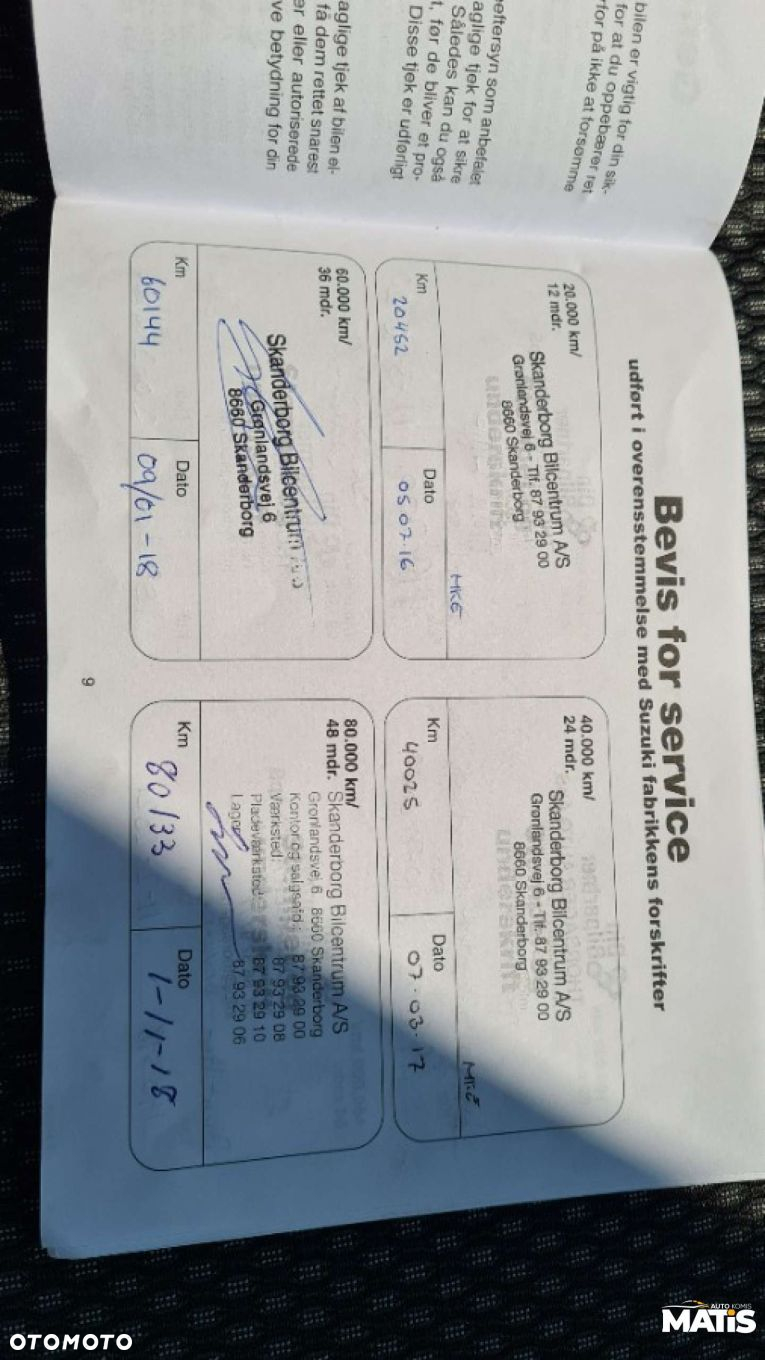 bilen er vigtig for din sik-
for at du oppebærer ret
for på ikke at forsømme
eftersyn som anbefalet
aglige tjek for at sikre
Således kan du også
t, før de bliver et pro-
Disse tjek er udførligt
aglige tjek af bilen el-
få dem rettet snarest
er eller autoriserede
ve betydning for din
Bevis for service
udført i overensstemmelse med Suzuki fabrikkens forskrifter
20.000 km/
12 mdr.
Skanderborg Bilcentrum A/S
Grønlandsvej 6 - Tlf. 87 93 29 00
8660 Skanderborg
MKE
Km
20462
Dato
05 07. 16
40.000 km/
24 mdr.
Skanderborg Bilcentrum A/S
Grønlandsvej 6 - Tlf. 87 93 29 00
8660 Skanderborg
MKE
Km
40025
Dato
07.03.17
60.000 km/
36 mdr.
Skanderborg Bilcentrum
Grønlandsvej 6
8660 Skanderborg
Km
60144
Dato
09/01-18
80.000 km/
48 mdr.
Skanderborg Bilcentrum A/S
Grønlandsvej 6 8660 Skanderborg
Kontor og salgsafd.: 87 93 29 00
Værksted: 87 93 29 08
Pladeværksted: 87 93 29 10
Lager 87 93 29 06
Km
80133
Dato
1-11-18
9
OTOMOTO
AUTO KOMIS
MATIS